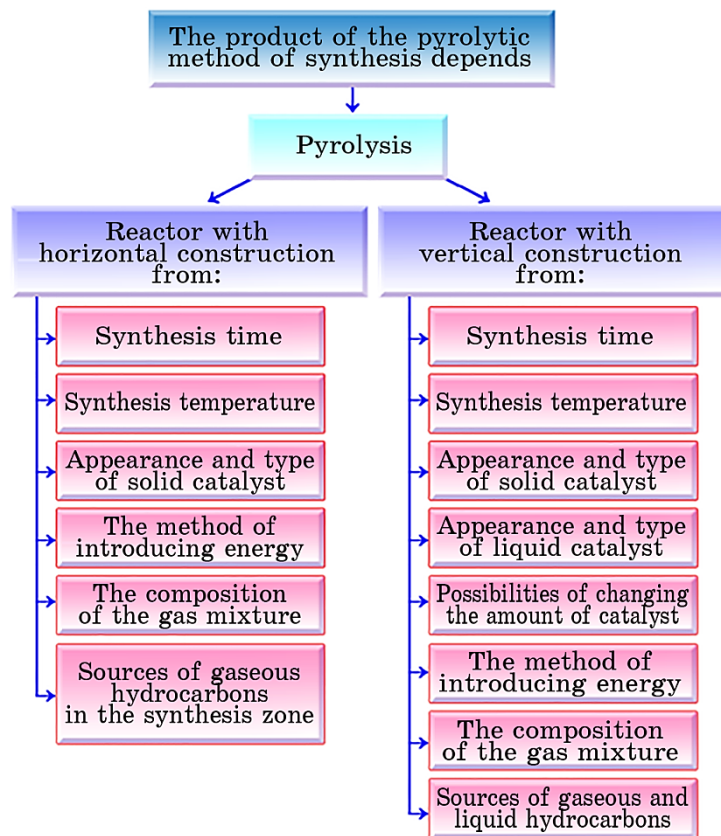 The product of the pyrolytic
method of synthesis depends
Pyrolysis
Reactor with
horizontal construction
from:
Synthesis time
Synthesis temperature
Appearance and type
of solid catalyst
The method of
introducing energy
The composition
of the gas mixture
Sources of gaseous
hydrocarbons
in the synthesis zone
Reactor with
vertical construction
from:
Synthesis time
Synthesis temperature
Appearance and type
of solid catalyst
Appearance and type
of liquid catalyst
Possibilities of changing
the amount of catalyst
The method of
introducing energy
The composition
of the gas mixture
Sources of gaseous and
liquid hydrocarbons